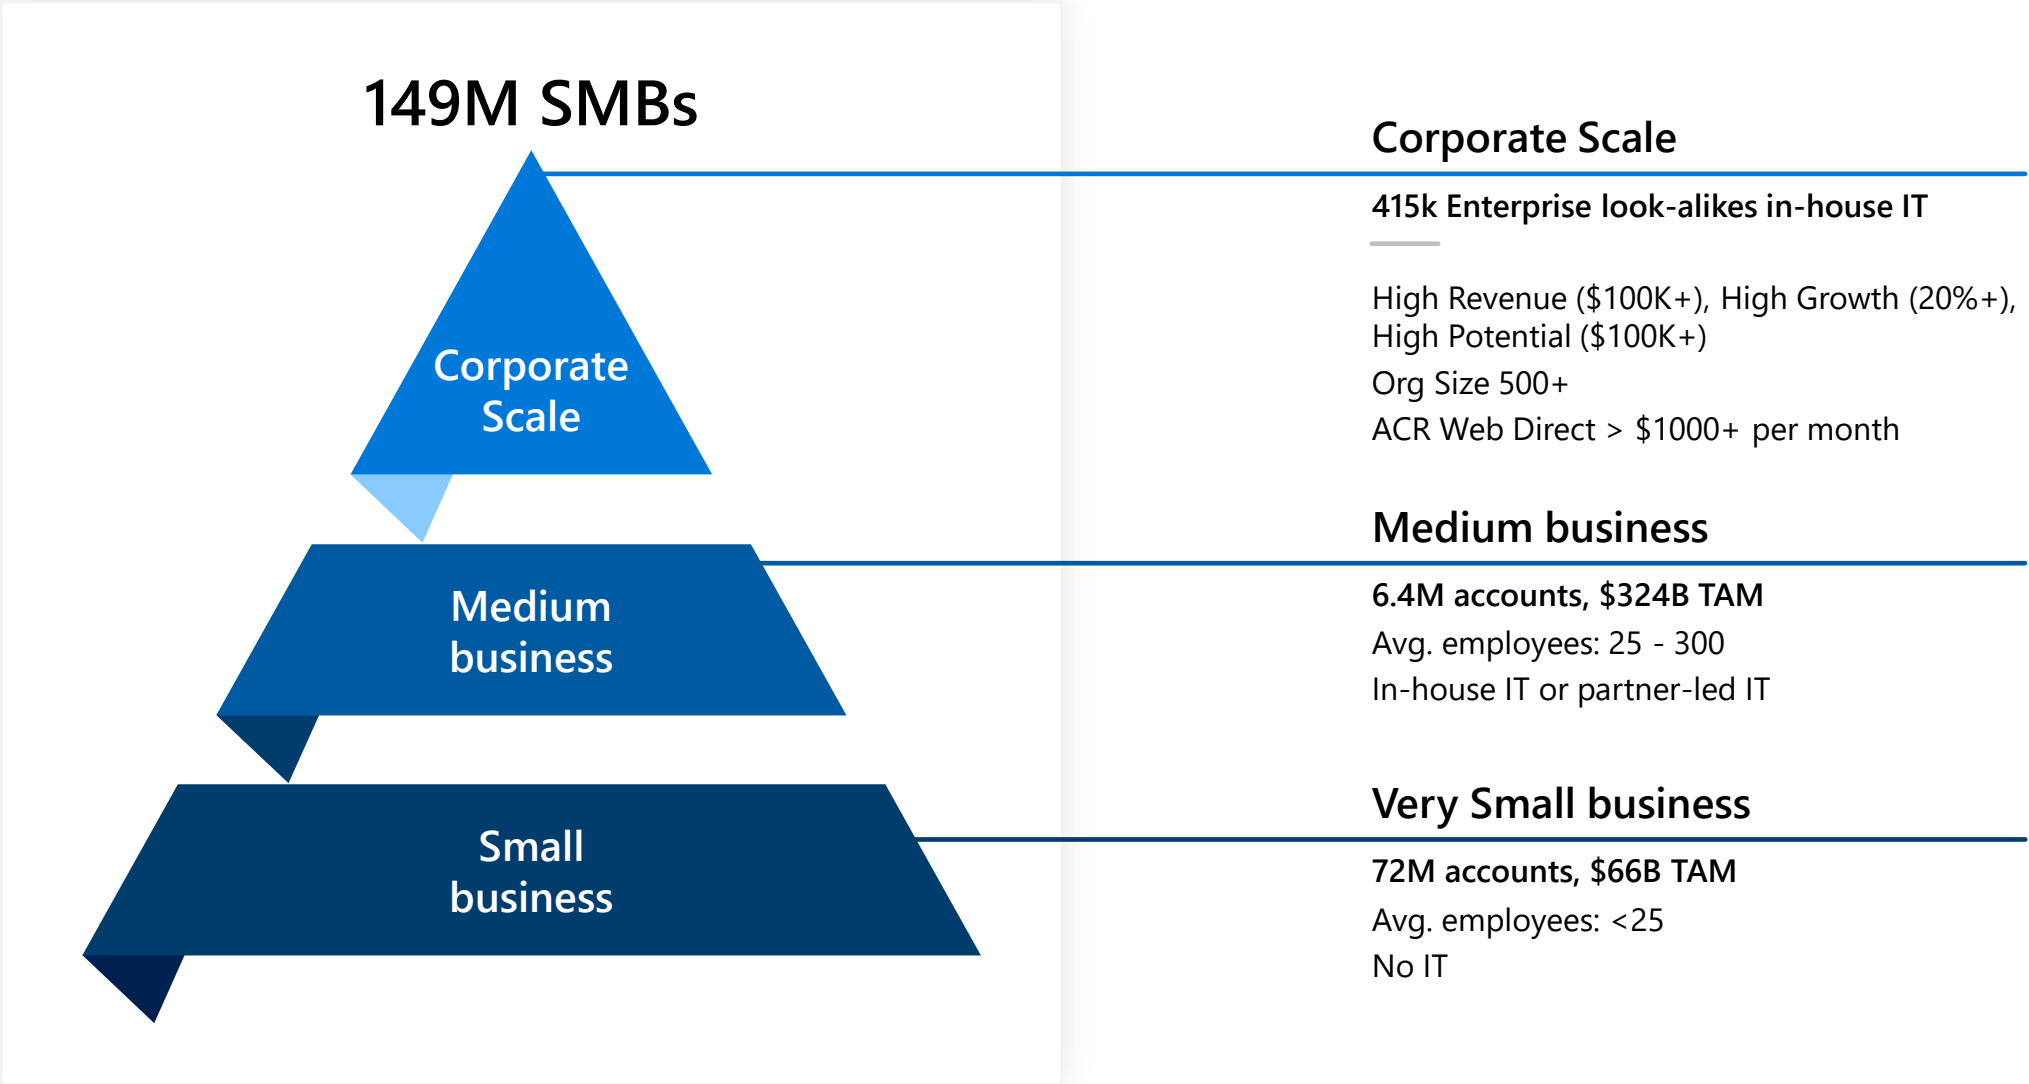 149M SMBs
Corporate
Scale
Medium
business
Small
business
Corporate Scale
415k Enterprise look-alikes in-house IT
High Revenue ($100K+), High Growth (20%+),
High Potential ($100K+)
Org Size 500+
ACR Web Direct > $1000+ per month
Medium business
6.4M accounts, $324B TAM
Avg. employees: 25 - 300
In-house IT or partner-led IT
Very Small business
72M accounts, $66B TAM
Avg. employees: <25
No IT